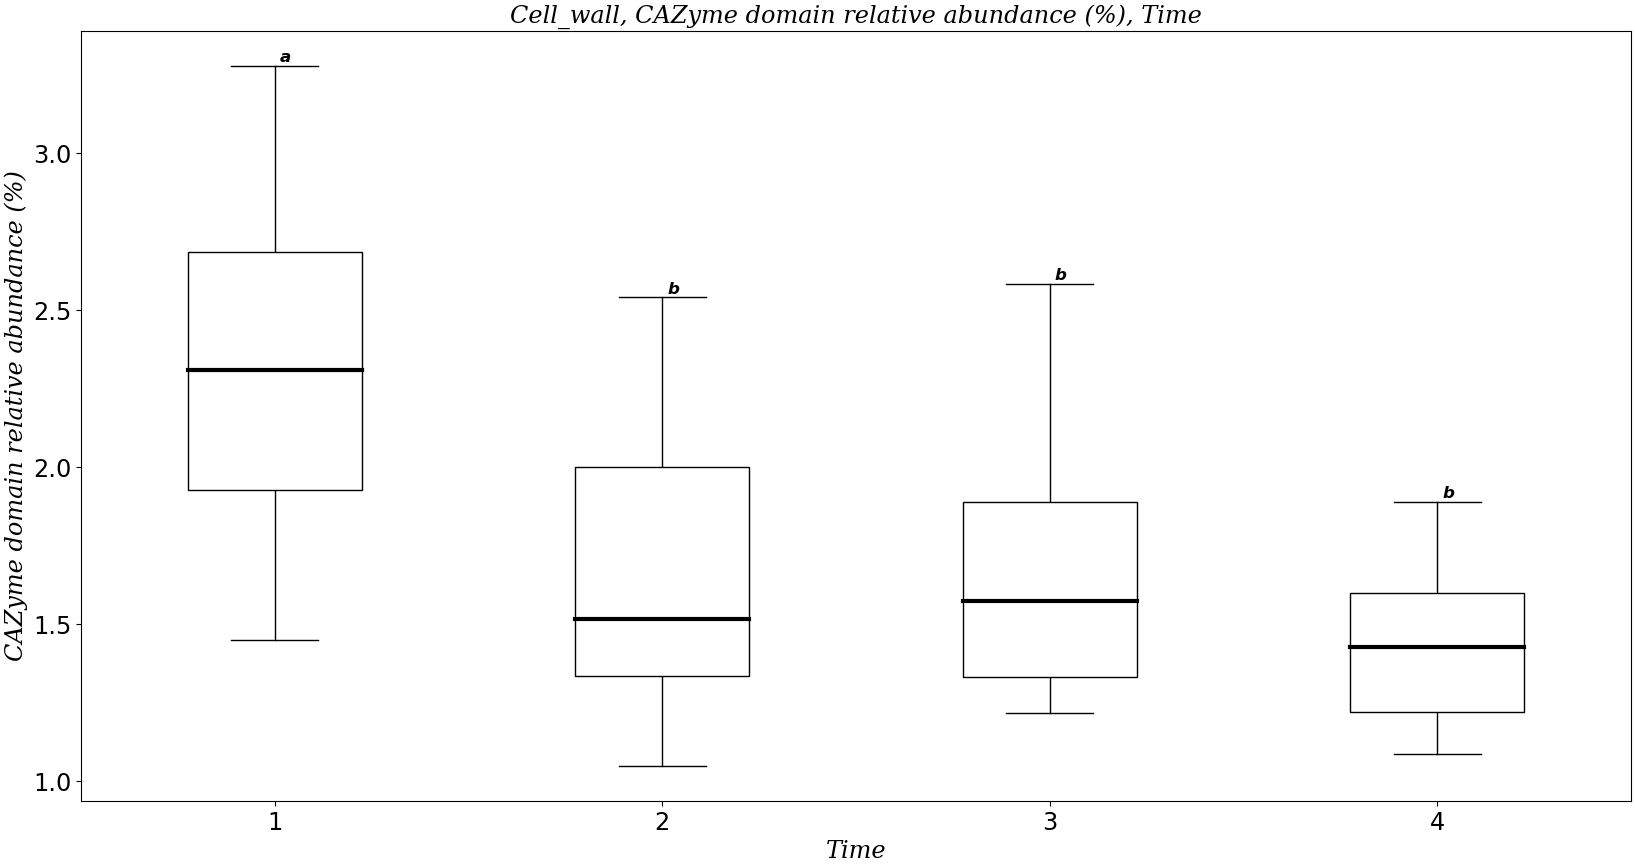 Cell_wall, CAZyme domain relative abundance (%), Time
CAZyme domain relative abundance (%)
3.0
2.5
2.0
1.5
1.0
a
b
b
b
1 2 3 4
Time